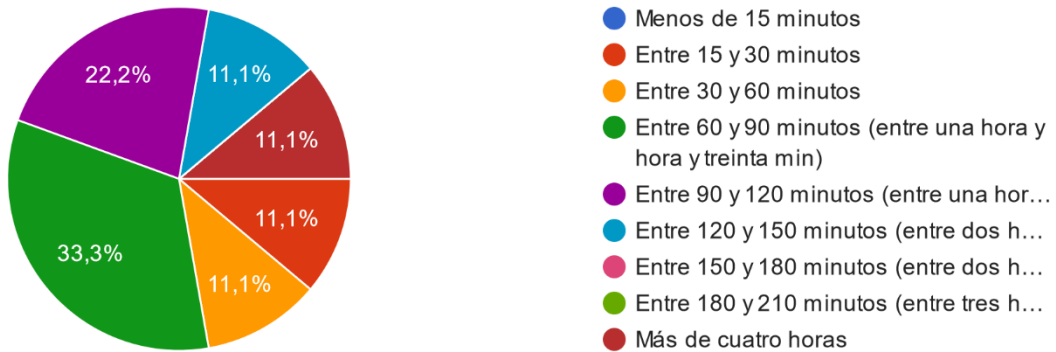 22,2%
11,1%
11,1%
11,1%
11,1%
33,3%
Menos de 15 minutos
Entre 15 y 30 minutos
Entre 30 y 60 minutos
Entre 60 y 90 minutos (entre una hora y
hora y treinta min)
Entre 90 y 120 minutos (entre una hor…
Entre 120 y 150 minutos (entre dos h…
Entre 150 y 180 minutos (entre dos h…
Entre 180 y 210 minutos (entre tres h…
Más de cuatro horas